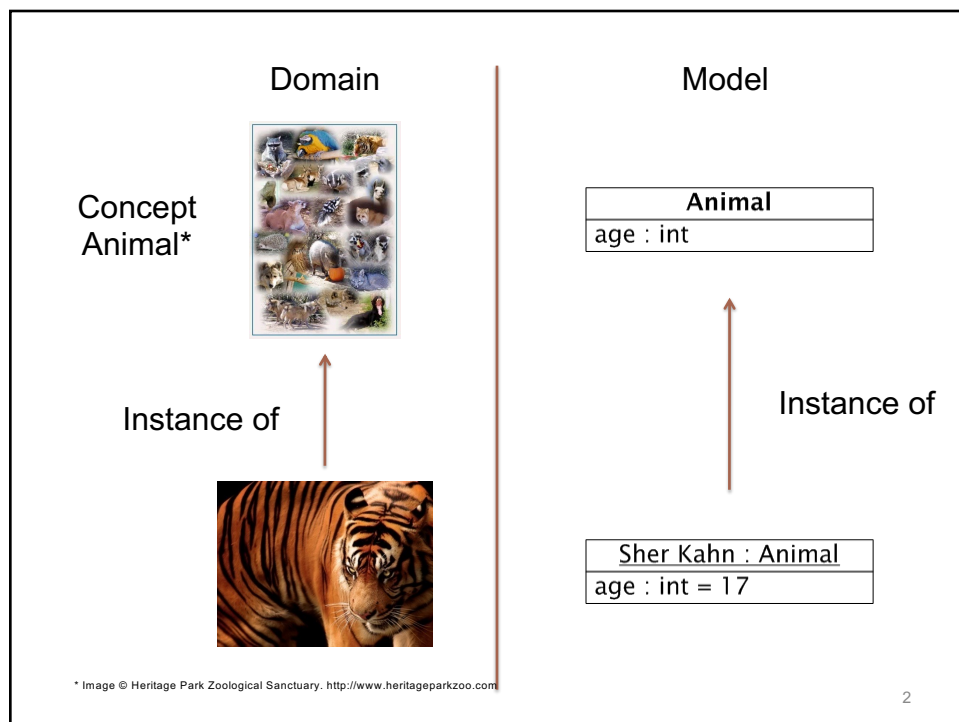 Domain
Model
Concept
Animal*
Animal
age : int
Instance of
Instance of
Sher Kahn : Animal
age : int = 17
* Image © Heritage Park Zoological Sanctuary. http://www.heritageparkzoo.com
2